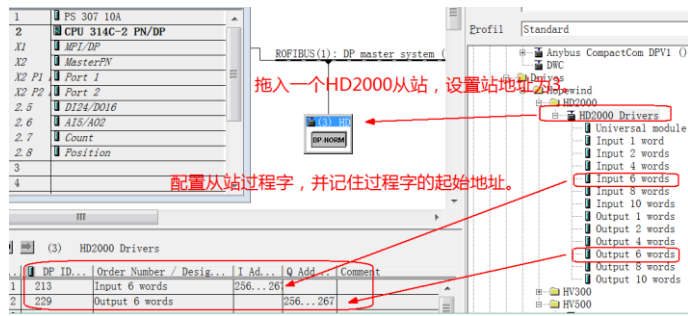 1 PS 307 10A
2 CPU 314C-2 PN/DP
X1 MPI/DP
X2 MasterPN
X2 P1 Port 1
X2 P2 Port 2
2.5 DI24/DO16
2.6 AI5/AO2
2.7 Count
2.8 Position
3
4
ROFIBUS(1): DP master system (
拖入一个HD2000从站，设置站地址为3。
(3) HD
DP-NORM
配置从站过程字，并记住过程字的起始地址。
Profil Standard
Anybus CompactCom DPV1 (
DWC
Drives
Hopewind
HD2000
HD2000 Drivers
Universal module
Input 1 word
Input 2 words
Input 4 words
Input 6 words
Input 8 words
Input 10 words
Output 1 words
Output 2 words
Output 4 words
Output 6 words
Output 8 words
Output 10 words
HV300
HV500
(3) HD2000 Drivers
DP ID... Order Number / Desig... I Ad... Q Add... Comment
1 213 Input 6 words 256...267
2 229 Output 6 words 256...267